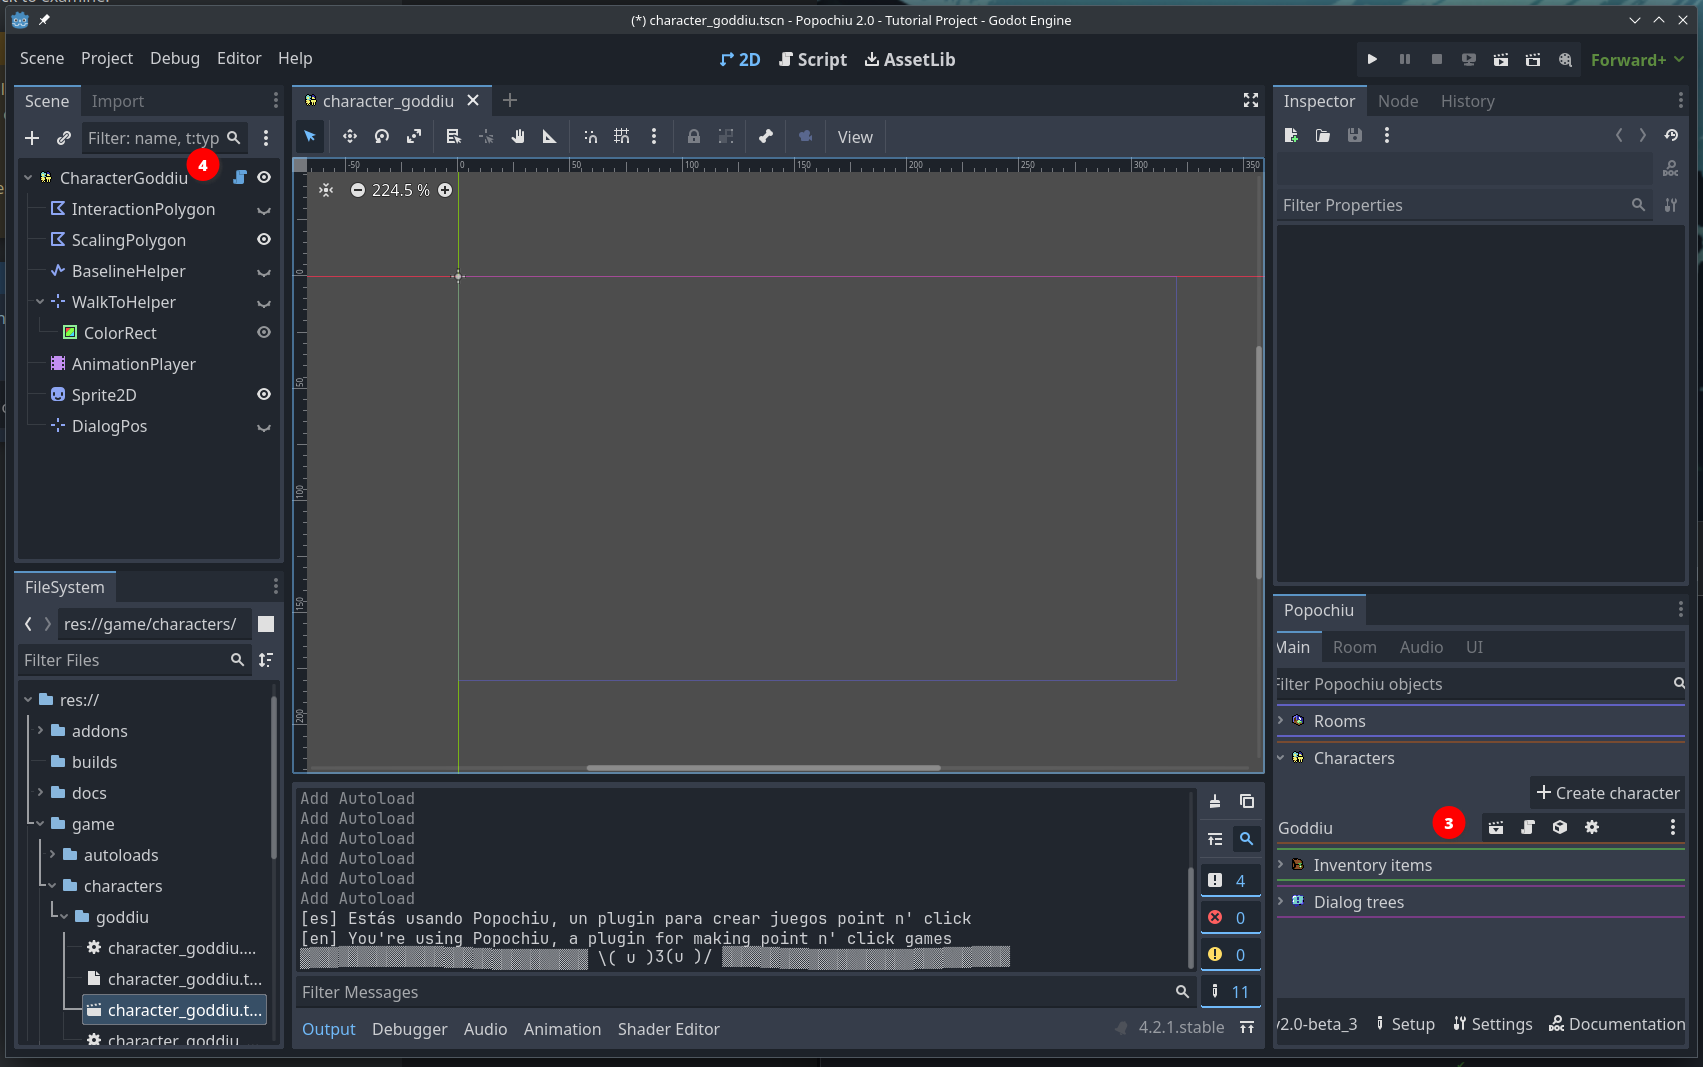 (*) character_goddiu.tscn - Popochiu 2.0 - Tutorial Project - Godot Engine
Scene Project Debug Editor Help
2D Script AssetLib
Forward+
Scene Import
Filter: name, t:typ
4
CharacterGoddiu
InteractionPolygon
ScalingPolygon
BaselineHelper
WalkToHelper
ColorRect
AnimationPlayer
Sprite2D
DialogPos
FileSystem
res://game/characters/
Filter Files
res://
addons
builds
docs
game
autoloads
characters
goddiu
character_goddiu....
character_goddiu.t...
character_goddiu.t...
character_goddiu....
character_goddiu
View
-50 0 50 100 150 200 250 300 350
0
50
100
150
200
224.5 %
Add Autoload
Add Autoload
Add Autoload
Add Autoload
Add Autoload
Add Autoload
[es] Estás usando Popochiu, un plugin para crear juegos point n' click
[en] You're using Popochiu, a plugin for making point n' click games
\( u )3(u )/
4
0
0
11
Filter Messages
Output Debugger Audio Animation Shader Editor
4.2.1.stable
Inspector Node History
DOC
Filter Properties
Popochiu
Main Room Audio UI
Filter Popochiu objects
Rooms
Characters
+ Create character
Goddiu
3
Inventory items
Dialog trees
v2.0-beta_3 Setup Settings Documentation